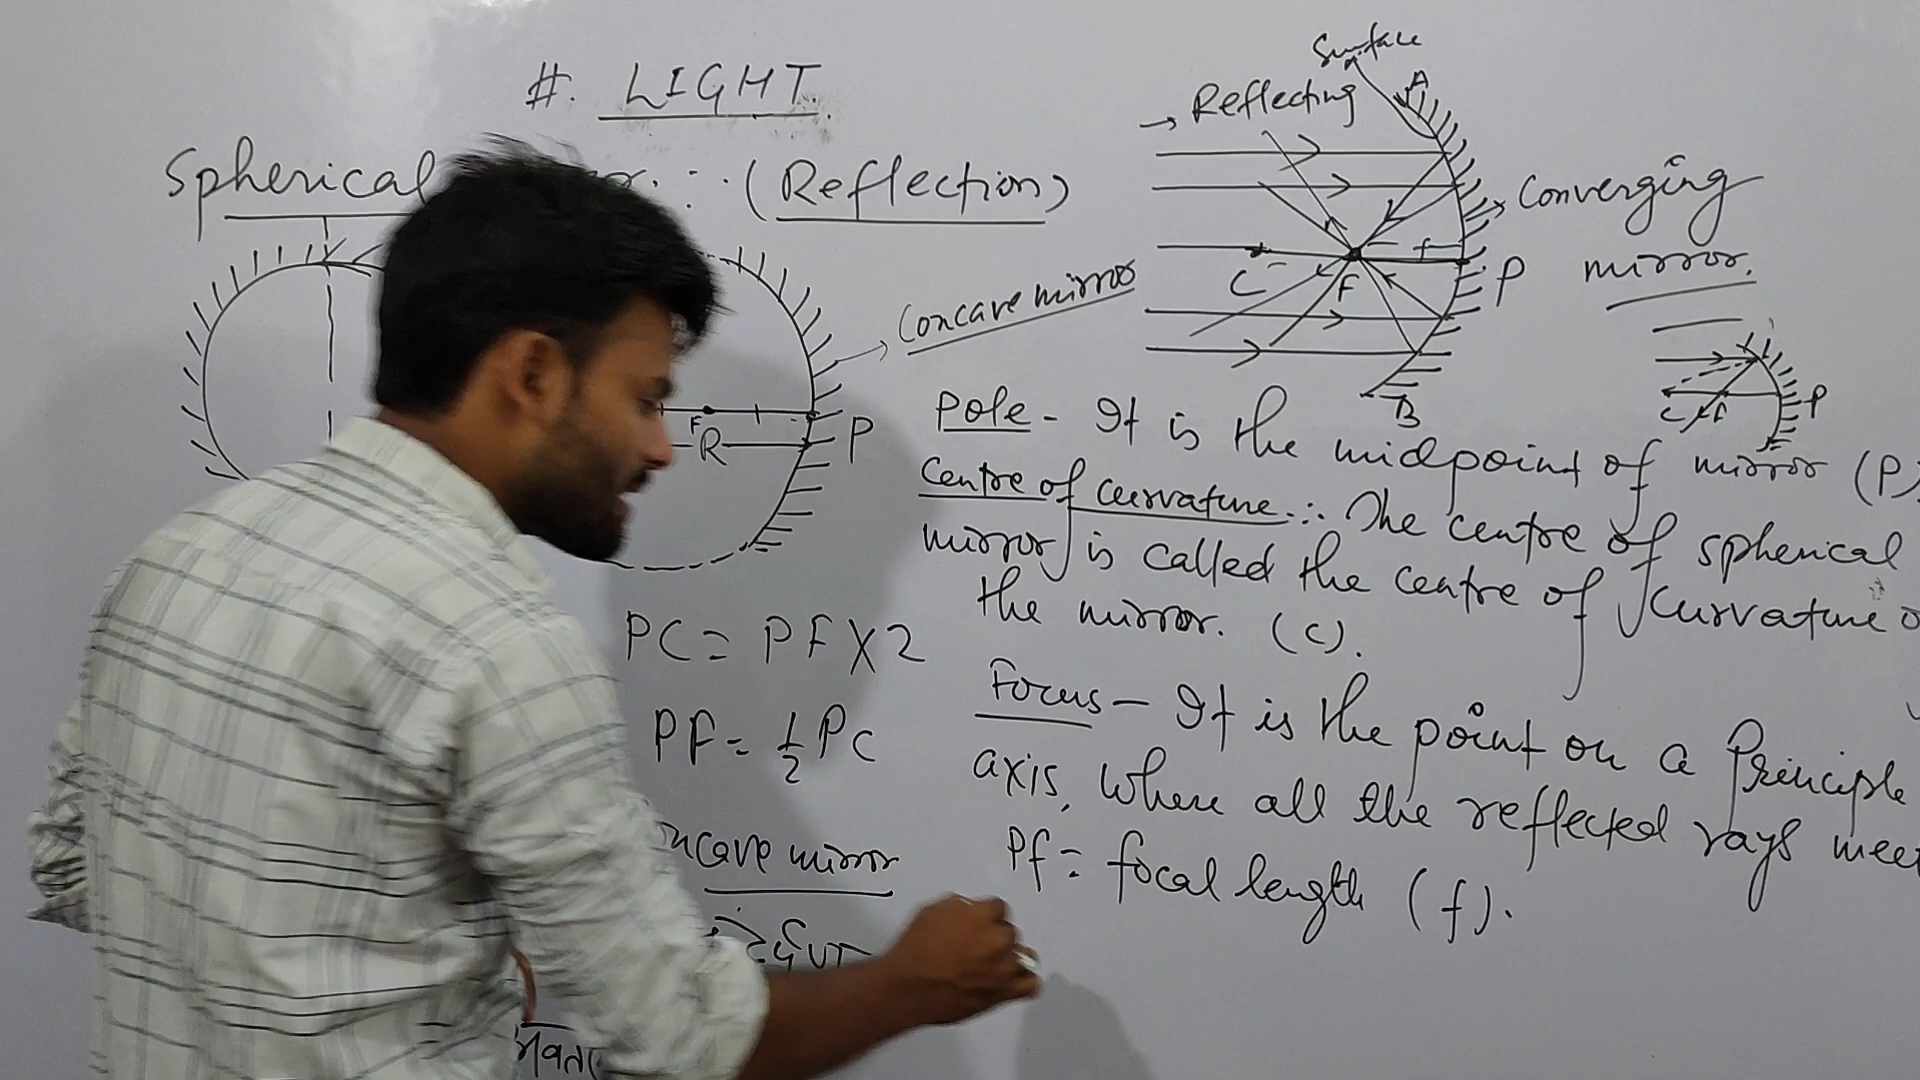 #. LIGHT.
Spherical : (Reflection)
Concave mirror
F
R
P
PC = PF X 2
PF = 1/2 PC
mirror
Surface
→ Reflecting
A
Converging
mirror.
C F f P
B
C F P
Pole - It is the midpoint of mirror (P)
Centre of curvature :. The centre of spherical
mirror is called the centre of curvature
the mirror. (C).
Focus - It is the point on a Principle
axis, where all the reflected rays
Pf = focal length (f).